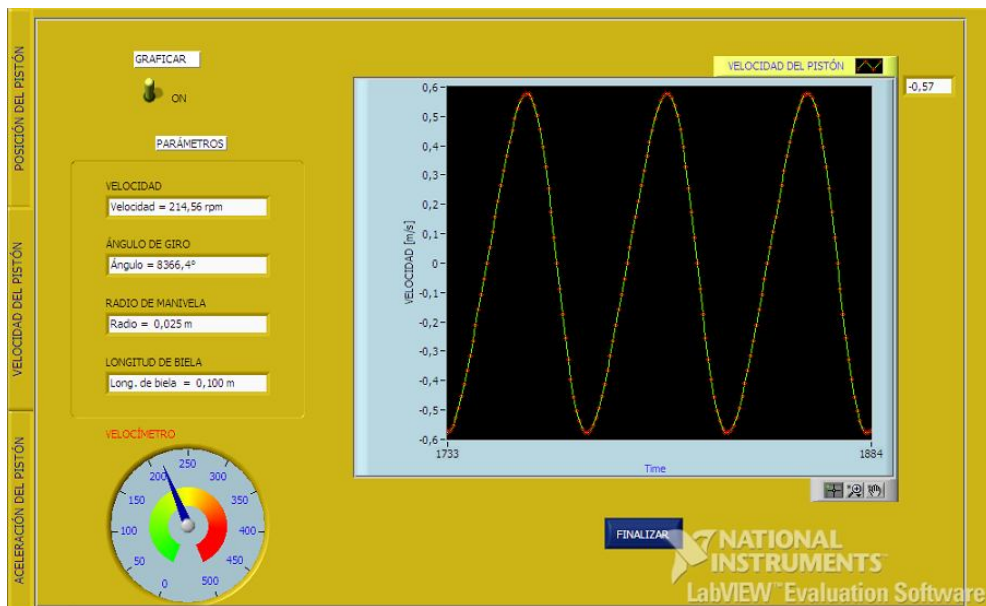 POSICIÓN DEL PISTÓN
VELOCIDAD DEL PISTÓN
ACELERACIÓN DEL PISTÓN
GRAFICAR
ON
PARÁMETROS
VELOCIDAD
Velocidad = 214,56 rpm
ÁNGULO DE GIRO
Ángulo = 8366,4°
RADIO DE MANIVELA
Radio = 0,025 m
LONGITUD DE BIELA
Long. de biela = 0,100 m
VELOCÍMETRO
0
50
100
150
200
250
300
350
400
450
500
VELOCIDAD DEL PISTÓN
-0,57
VELOCIDAD [m/s]
0,6
0,5
0,4
0,3
0,2
0,1
0
-0,1
-0,2
-0,3
-0,4
-0,5
-0,6
1733
1884
Time
FINALIZAR
NATIONAL
INSTRUMENTS
LabVIEW™ Evaluation Software